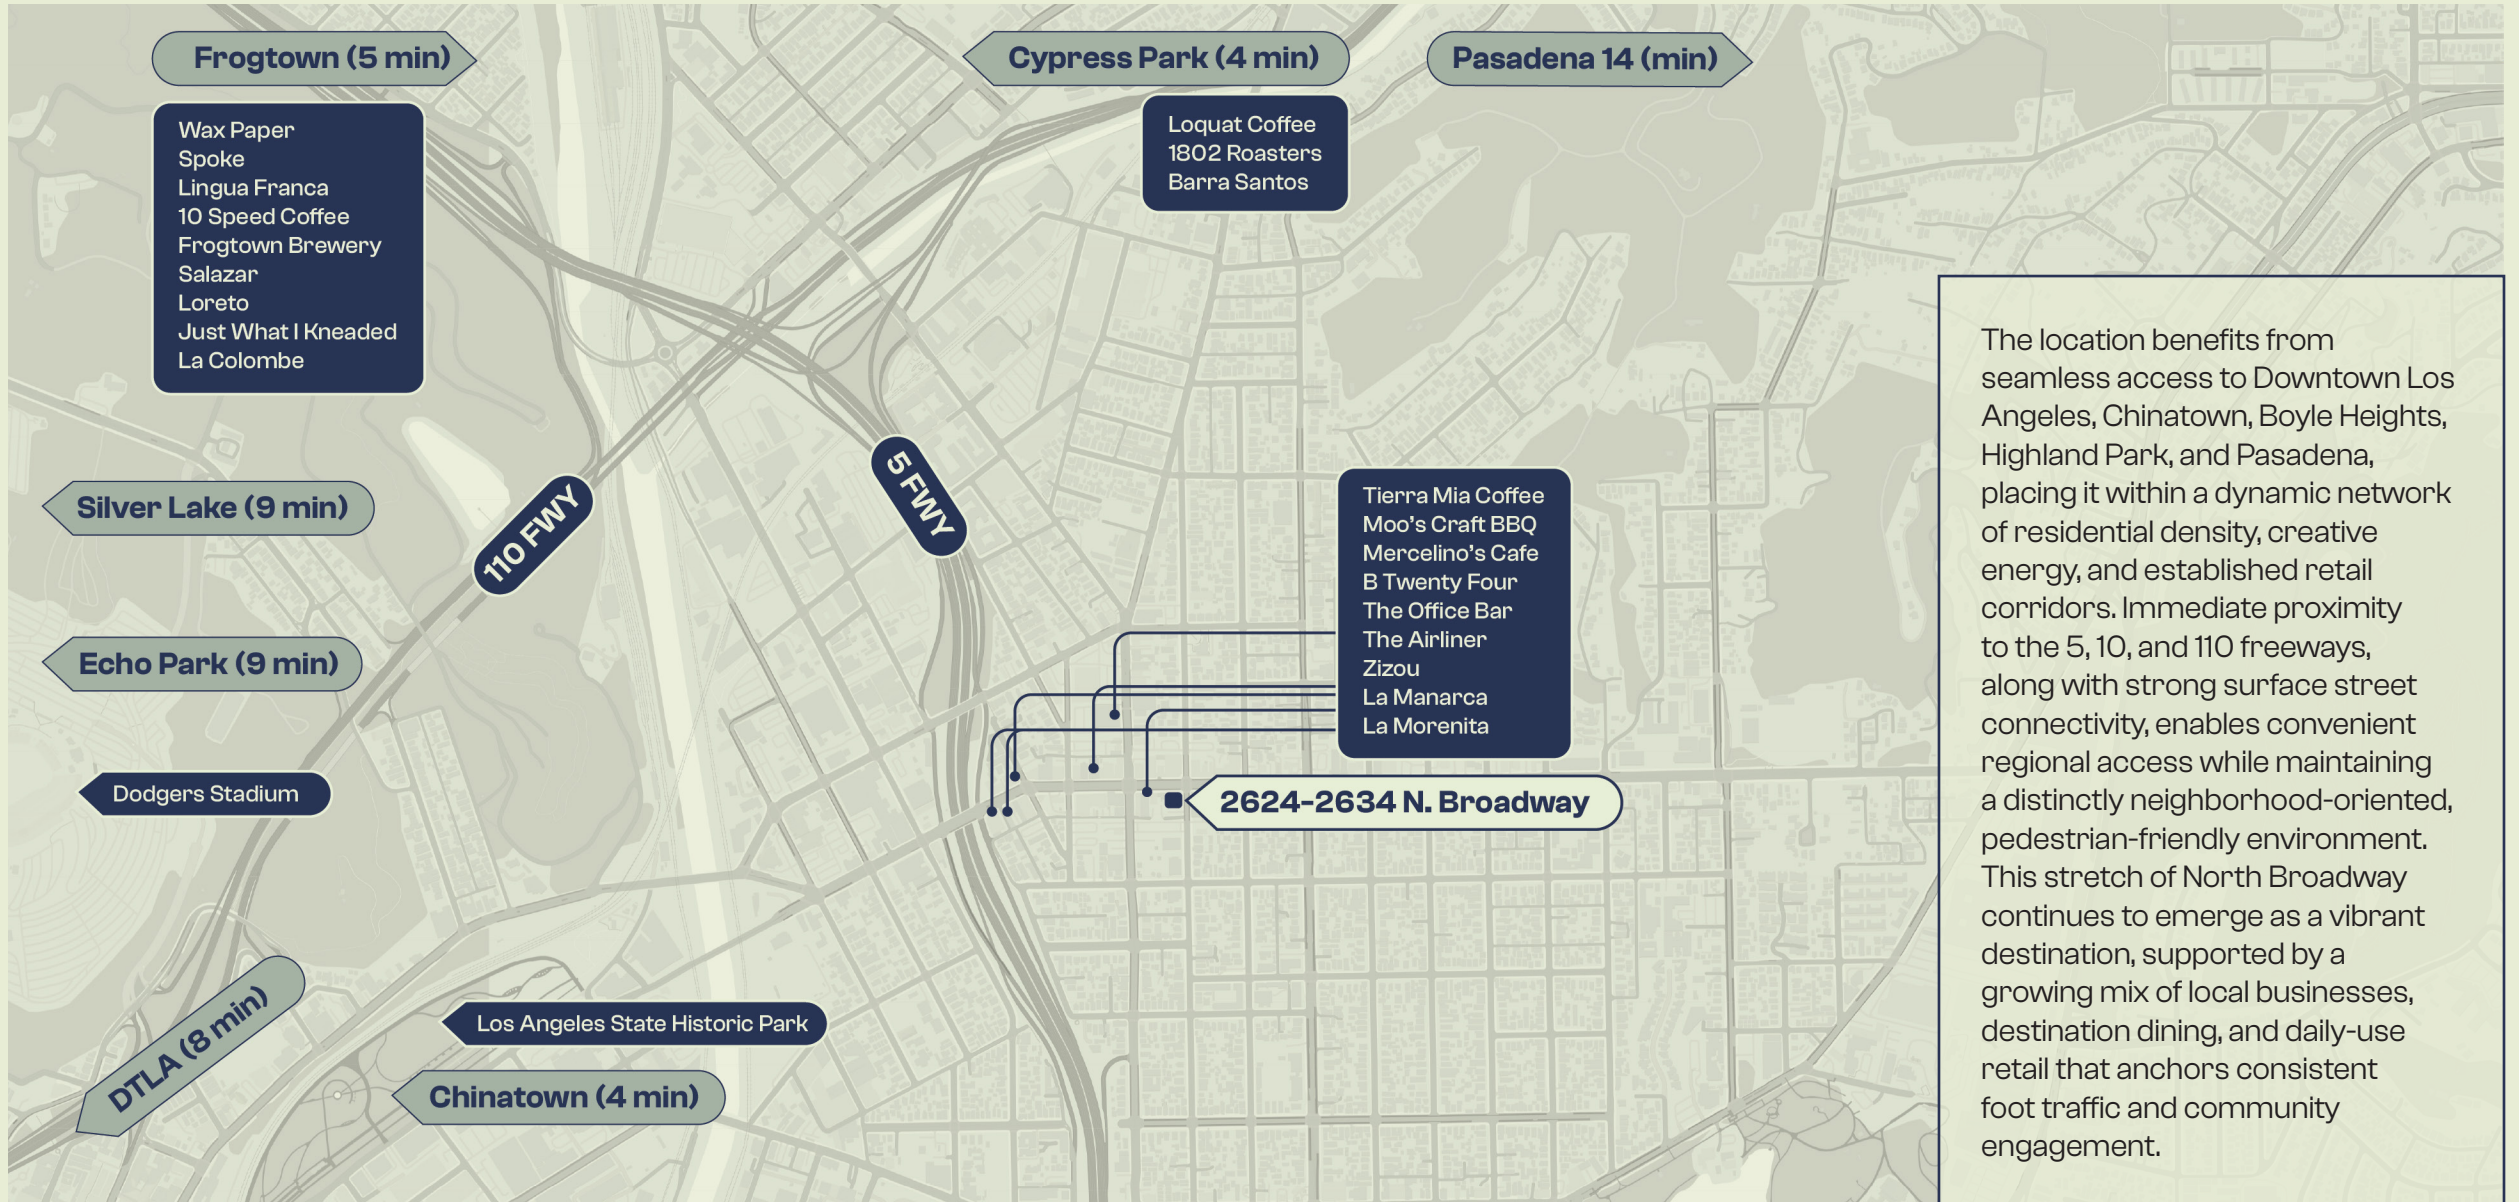 Frogtown (5 min)
Wax Paper
Spoke
Lingua Franca
10 Speed Coffee
Frogtown Brewery
Salazar
Loreto
Just What I Kneaded
La Colombe
Cypress Park (4 min)
Loquat Coffee
1802 Roasters
Barra Santos
Pasadena 14 (min)
Silver Lake (9 min)
110 FWY
5 FWY
Echo Park (9 min)
Dodgers Stadium
Tierra Mia Coffee
Moo's Craft BBQ
Mercelino's Cafe
B Twenty Four
The Office Bar
The Airliner
Zizou
La Manarca
La Morenita
2624-2634 N. Broadway
DTLA (8 min)
Los Angeles State Historic Park
Chinatown (4 min)
The location benefits from
seamless access to Downtown Los
Angeles, Chinatown, Boyle Heights,
Highland Park, and Pasadena,
placing it within a dynamic network
of residential density, creative
energy, and established retail
corridors. Immediate proximity
to the 5, 10, and 110 freeways,
along with strong surface street
connectivity, enables convenient
regional access while maintaining
a distinctly neighborhood-oriented,
pedestrian-friendly environment.
This stretch of North Broadway
continues to emerge as a vibrant
destination, supported by a
growing mix of local businesses,
destination dining, and daily-use
retail that anchors consistent
foot traffic and community
engagement.